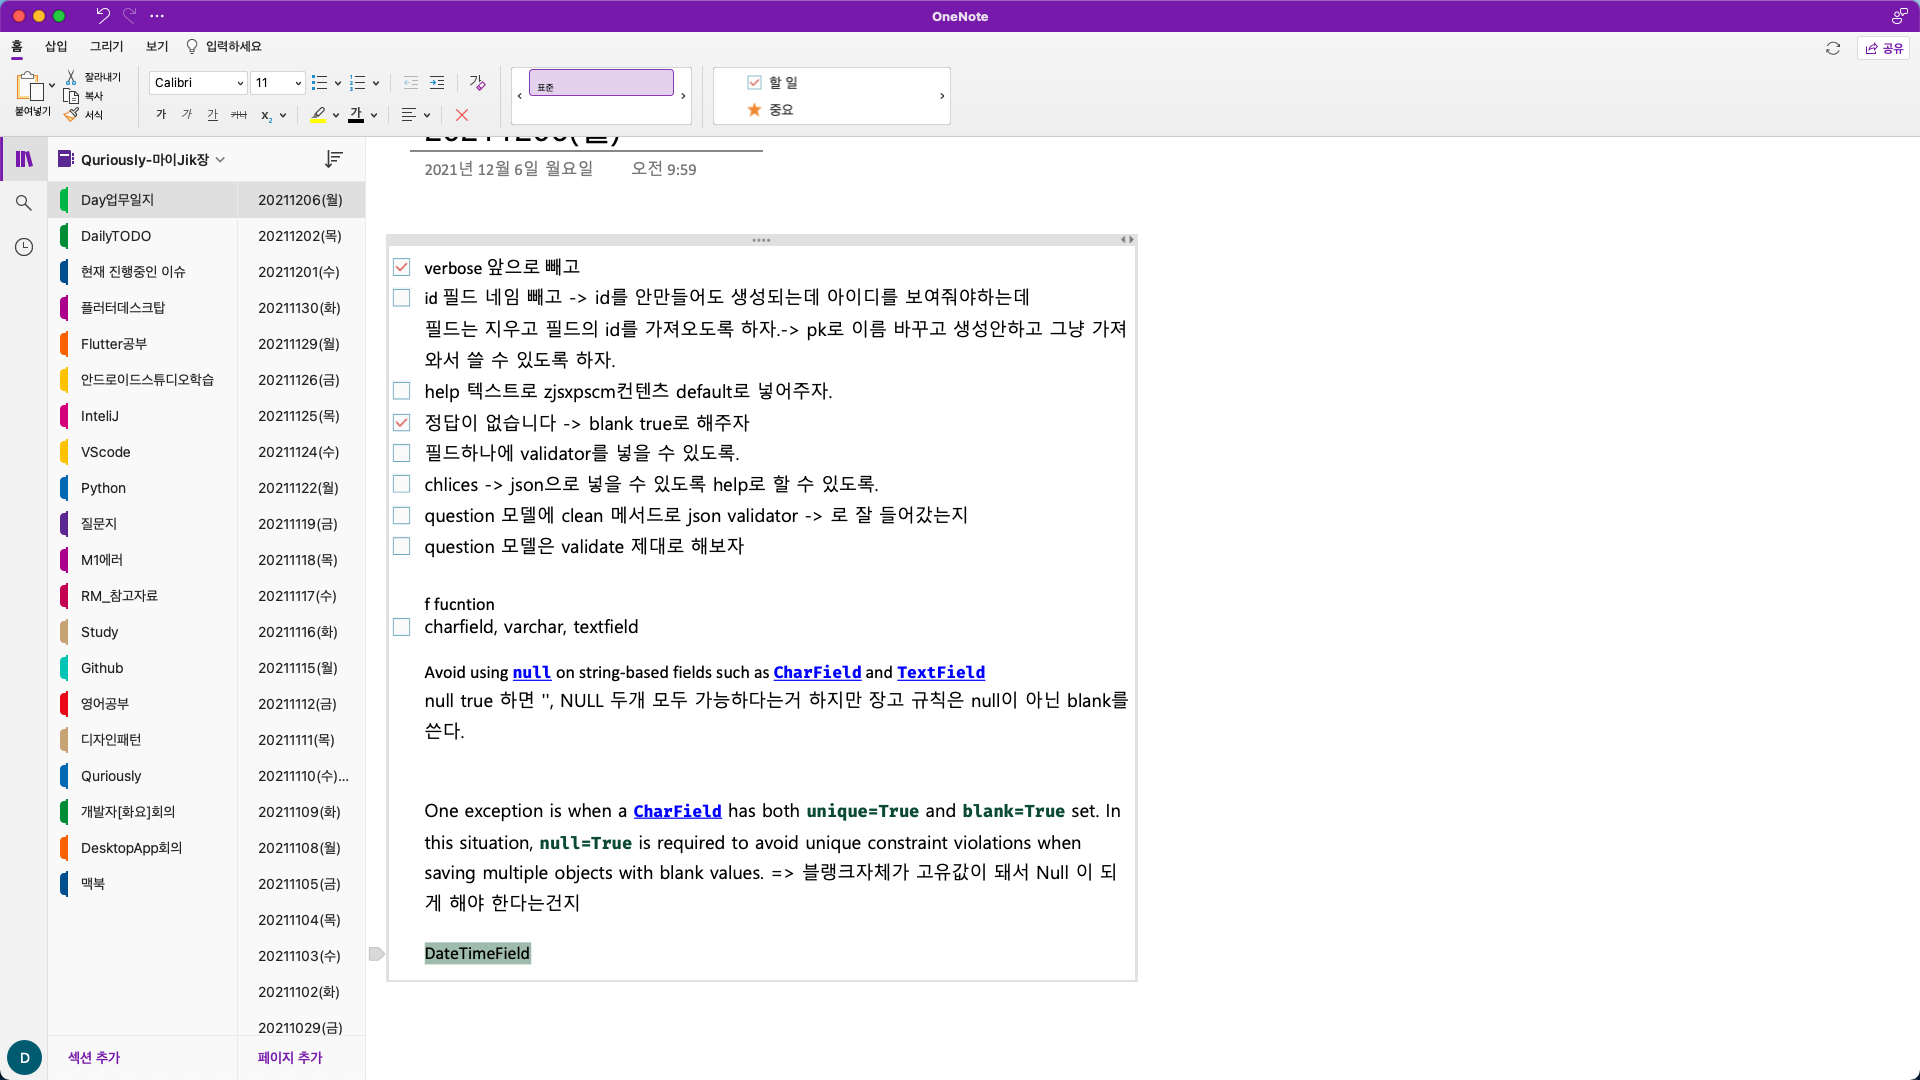 OneNote
홈 삽입 그리기 보기 입력하세요
공유
붙여넣기
잘라내기
복사
서식
Calibri 11
가 가 간 개내 x2 가
표준
할 일
중요
Quriously-마이Jik장
Day업무일지
DailyTODO
현재 진행중인 이슈
플러터데스크탑
Flutter공부
안드로이드스튜디오학습
InteliJ
VScode
Python
질문지
M1에러
RM_참고자료
Study
Github
영어공부
디자인패턴
Quriously
개발자[화요]회의
DesktopApp회의
맥북
섹션 추가
20211206(월)
20211202(목)
20211201(수)
20211130(화)
20211129(월)
20211126(금)
20211125(목)
20211124(수)
20211122(월)
20211119(금)
20211118(목)
20211117(수)
20211116(화)
20211115(월)
20211112(금)
20211111(목)
20211110(수)...
20211109(화)
20211108(월)
20211105(금)
20211104(목)
20211103(수)
20211102(화)
20211029(금)
페이지 추가
D
20211206(월)
2021년 12월 6일 월요일 오전 9:59
verbose 앞으로 빼고
id 필드 네임 빼고 -> id를 안만들어도 생성되는데 아이디를 보여줘야하는데
필드는 지우고 필드의 id를 가져오도록 하자.-> pk로 이름 바꾸고 생성안하고 그냥 가져
와서 쓸 수 있도록 하자.
help 텍스트로 zjsxpscm컨텐츠 default로 넣어주자.
정답이 없습니다 -> blank true로 해주자
필드하나에 validator를 넣을 수 있도록.
chlices -> json으로 넣을 수 있도록 help로 할 수 있도록.
question 모델에 clean 메서드로 json validator -> 로 잘 들어갔는지
question 모델은 validate 제대로 해보자
f fucntion
charfield, varchar, textfield
Avoid using null on string-based fields such as CharField and TextField
null true 하면 '', NULL 두개 모두 가능하다는거 하지만 장고 규칙은 null이 아닌 blank를
쓴다.
One exception is when a CharField has both unique=True and blank=True set. In
this situation, null=True is required to avoid unique constraint violations when
saving multiple objects with blank values. => 블랭크자체가 고유값이 돼서 Null 이 되
게 해야 한다는건지
DateTimeField